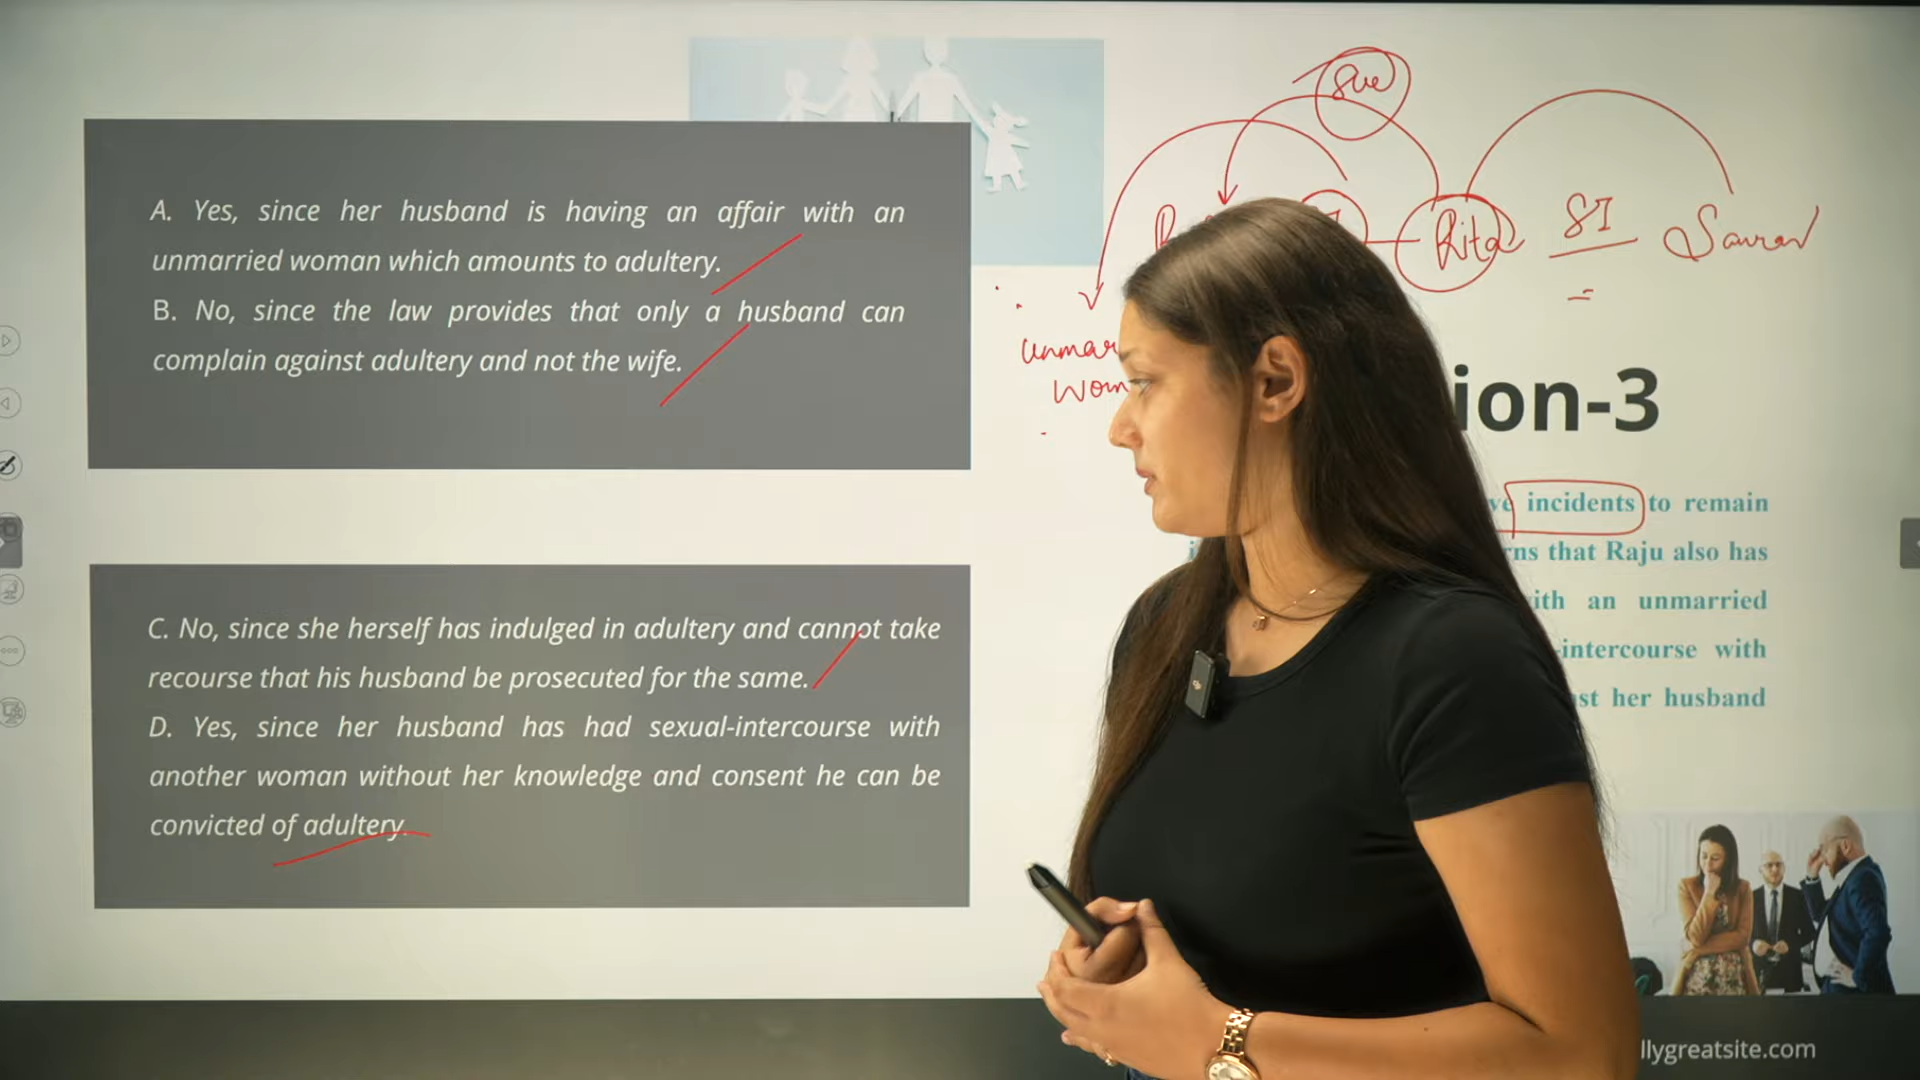 A. Yes, since her husband is having an affair with an
unmarried woman which amounts to adultery.
B. No, since the law provides that only a husband can
complain against adultery and not the wife.
C. No, since she herself has indulged in adultery and cannot take
recourse that his husband be prosecuted for the same.
D. Yes, since her husband has had sexual-intercourse with
another woman without her knowledge and consent he can be
convicted of adultery.
Sue
Rita SI Saurav
ion-3
incidents to remain
that Raju also has
an unmarried
intercourse with
her husband
llygreatsite.com